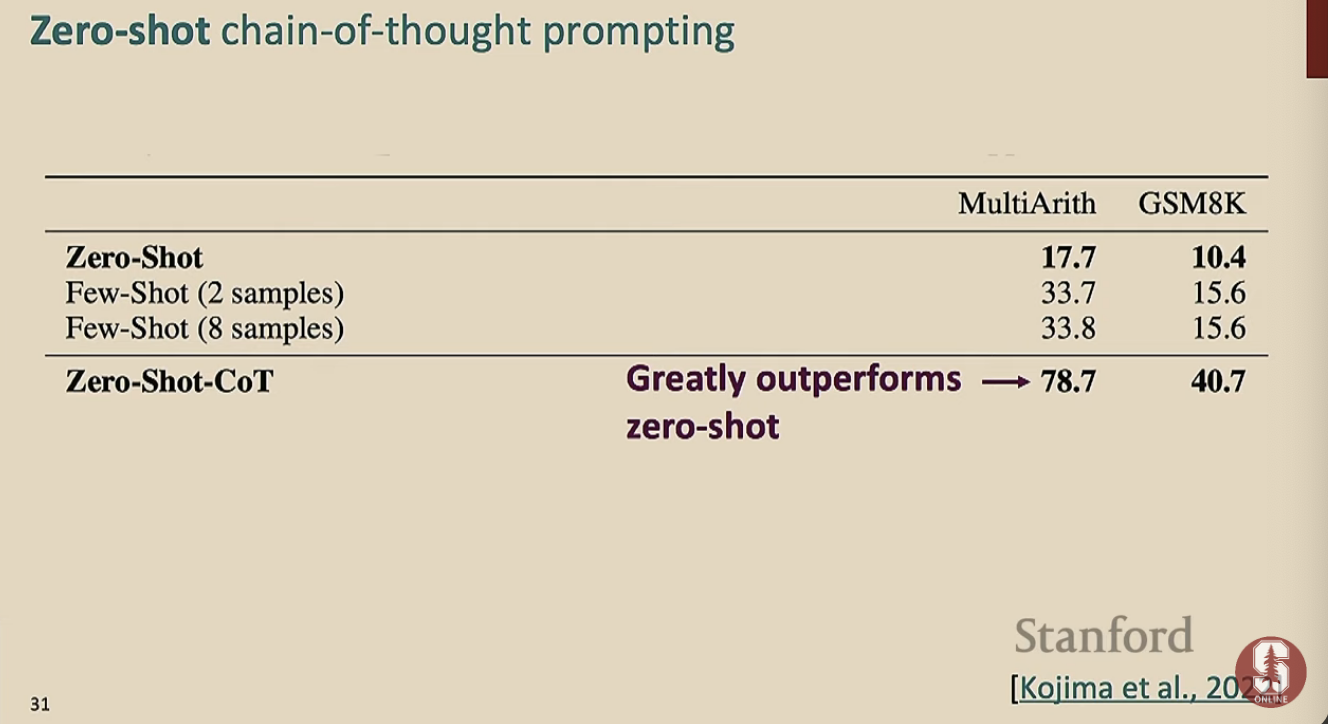 Zero-shot chain-of-thought prompting
MultiArith GSM8K
Zero-Shot 17.7 10.4
Few-Shot (2 samples) 33.7 15.6
Few-Shot (8 samples) 33.8 15.6
Zero-Shot-CoT Greatly outperforms → 78.7 40.7
zero-shot
Stanford
[Kojima et al.,
ONLINE
31